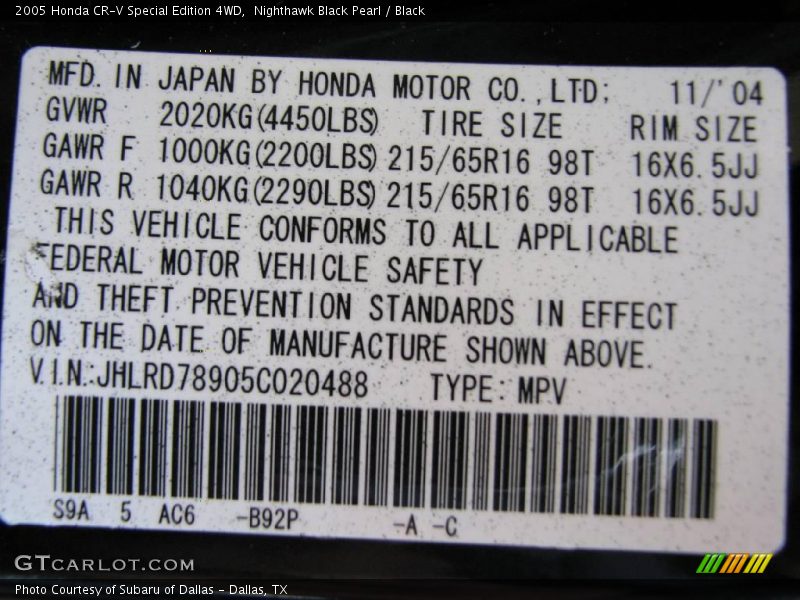 2005 Honda CR-V Special Edition 4WD,  Nighthawk Black Pearl / Black
MFD. IN JAPAN BY HONDA MOTOR CO.,LTD; 11/'04
GVWR 2020KG(4450LBS) TIRE SIZE RIM SIZE
GAWR F 1000KG(2200LBS) 215/65R16 98T 16X6.5JJ
GAWR R 1040KG(2290LBS) 215/65R16 98T 16X6.5JJ
THIS VEHICLE CONFORMS TO ALL APPLICABLE
FEDERAL MOTOR VEHICLE SAFETY
AND THEFT PREVENTION STANDARDS IN EFFECT
ON THE DATE OF MANUFACTURE SHOWN ABOVE.
V.I.N.:JHLRD78905C020488 TYPE: MPV
S9A 5 AC6 -B92P -A -C
GTCARLOT.COM
Photo Courtesy of Subaru of Dallas - Dallas, TX